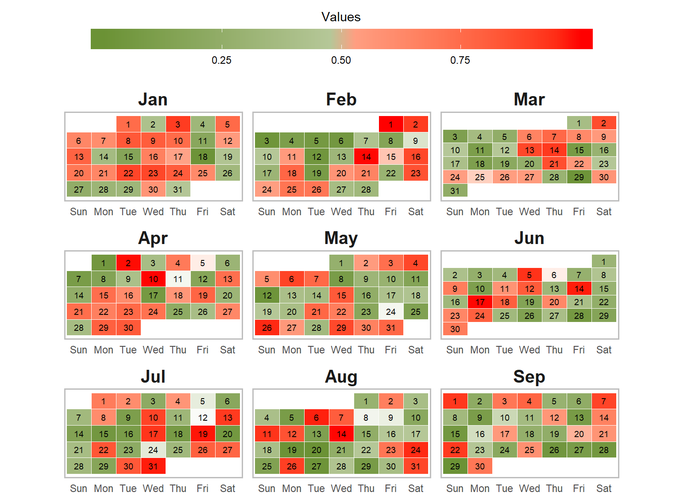 Values
0.25 0.50 0.75
Jan
1 2 3 4 5
6 7 8 9 10 11 12
13 14 15 16 17 18 19
20 21 22 23 24 25 26
27 28 29 30 31
Sun Mon Tue Wed Thu Fri Sat
Feb
1 2
3 4 5 6 7 8 9
10 11 12 13 14 15 16
17 18 19 20 21 22 23
24 25 26 27 28
Sun Mon Tue Wed Thu Fri Sat
Mar
1 2
3 4 5 6 7 8 9
10 11 12 13 14 15 16
17 18 19 20 21 22 23
24 25 26 27 28 29 30
31
Sun Mon Tue Wed Thu Fri Sat
Apr
1 2 3 4 5 6
7 8 9 10 11 12 13
14 15 16 17 18 19 20
21 22 23 24 25 26 27
28 29 30
Sun Mon Tue Wed Thu Fri Sat
May
1 2 3 4
5 6 7 8 9 10 11
12 13 14 15 16 17 18
19 20 21 22 23 24 25
26 27 28 29 30 31
Sun Mon Tue Wed Thu Fri Sat
Jun
1
2 3 4 5 6 7 8
9 10 11 12 13 14 15
16 17 18 19 20 21 22
23 24 25 26 27 28 29
30
Sun Mon Tue Wed Thu Fri Sat
Jul
1 2 3 4 5 6
7 8 9 10 11 12 13
14 15 16 17 18 19 20
21 22 23 24 25 26 27
28 29 30 31
Sun Mon Tue Wed Thu Fri Sat
Aug
1 2 3
4 5 6 7 8 9 10
11 12 13 14 15 16 17
18 19 20 21 22 23 24
25 26 27 28 29 30 31
Sun Mon Tue Wed Thu Fri Sat
Sep
1 2 3 4 5 6 7
8 9 10 11 12 13 14
15 16 17 18 19 20 21
22 23 24 25 26 27 28
29 30
Sun Mon Tue Wed Thu Fri Sat